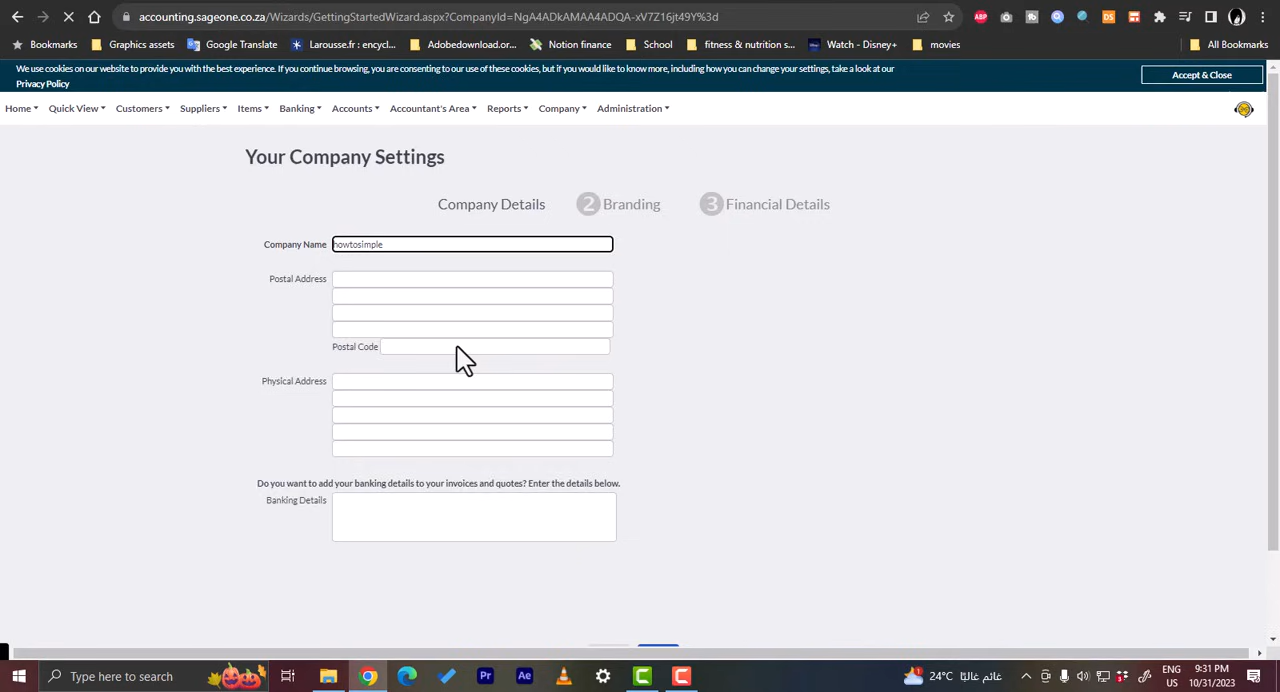 accounting.sageone.co.za/Wizards/GettingStartedWizard.aspx?CompanyId=NgA4ADkAMAA4ADQA-xV7Z16jt49Y%3d
ABP
DS
Bookmarks Graphics assets Google Translate Larousse.fr : encycl... Adobedownload.or... Notion finance School fitness & nutrition s... Watch - Disney+ movies All Bookmarks
We use cookies on our website to provide you with the best experience. If you continue browsing, you are consenting to our use of these cookies, but if you would like to know more, including how you can change your settings, take a look at our
Privacy Policy
Accept & Close
Home Quick View Customers Suppliers Items Banking Accounts Accountant's Area Reports Company Administration
Your Company Settings
Company Details 2 Branding 3 Financial Details
Company Name howtosimple
Postal Address
Postal Code
Physical Address
Do you want to add your banking details to your invoices and quotes? Enter the details below.
Banking Details
Type here to search
Pr
Ae
24°C غائم غالبًا
ENG
US
9:31 PM
10/31/2023